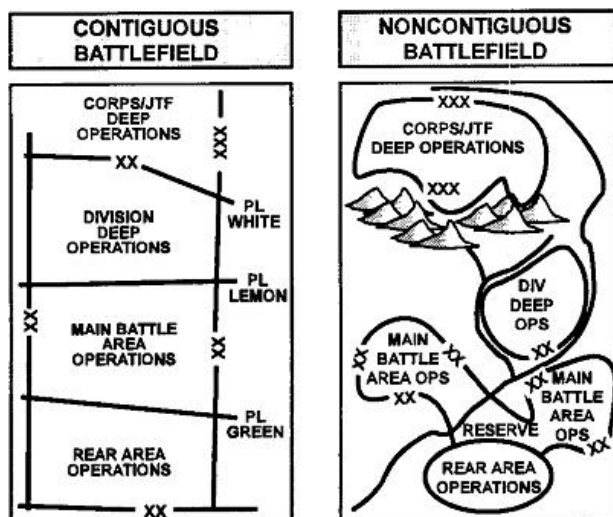 CONTIGUOUS
BATTLEFIELD
CORPS/JTF
DEEP
OPERATIONS
XXX
XX
PL
WHITE
DIVISION
DEEP
OPERATIONS
PL
LEMON
XX
MAIN BATTLE
AREA
OPERATIONS
XX
PL
GREEN
REAR AREA
OPERATIONS
XX
NONCONTIGUOUS
BATTLEFIELD
XXX
CORPS/JTF
DEEP OPERATIONS
XXX
DIV
DEEP
OPS
XX
MAIN
BATTLE
AREA OPS
XX
XX
XX
XX
MAIN
BATTLE
AREA
OPS
RESERVE
REAR AREA
OPERATIONS